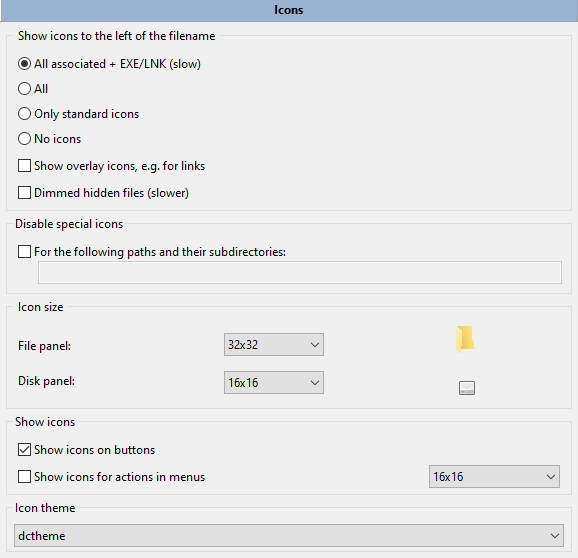 Icons
Show icons to the left of the filename
All associated + EXE/LNK (slow)
All
Only standard icons
No icons
Show overlay icons, e.g. for links
Dimmed hidden files (slower)
Disable special icons
For the following paths and their subdirectories:
Icon size
File panel: 32x32
Disk panel: 16x16
Show icons
Show icons on buttons
Show icons for actions in menus 16x16
Icon theme
dctheme